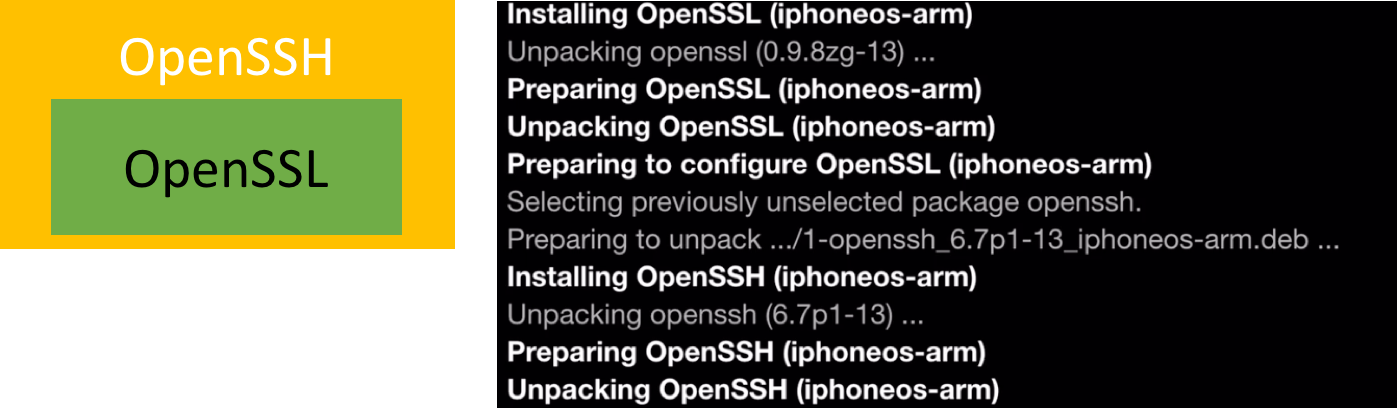 OpenSSH
OpenSSL
Installing OpenSSL (iphoneos-arm)
Unpacking openssl (0.9.8zg-13) ...
Preparing OpenSSL (iphoneos-arm)
Unpacking OpenSSL (iphoneos-arm)
Preparing to configure OpenSSL (iphoneos-arm)
Selecting previously unselected package openssh.
Preparing to unpack .../1-openssh_6.7p1-13_iphoneos-arm.deb ...
Installing OpenSSH (iphoneos-arm)
Unpacking openssh (6.7p1-13) ...
Preparing OpenSSH (iphoneos-arm)
Unpacking OpenSSH (iphoneos-arm)